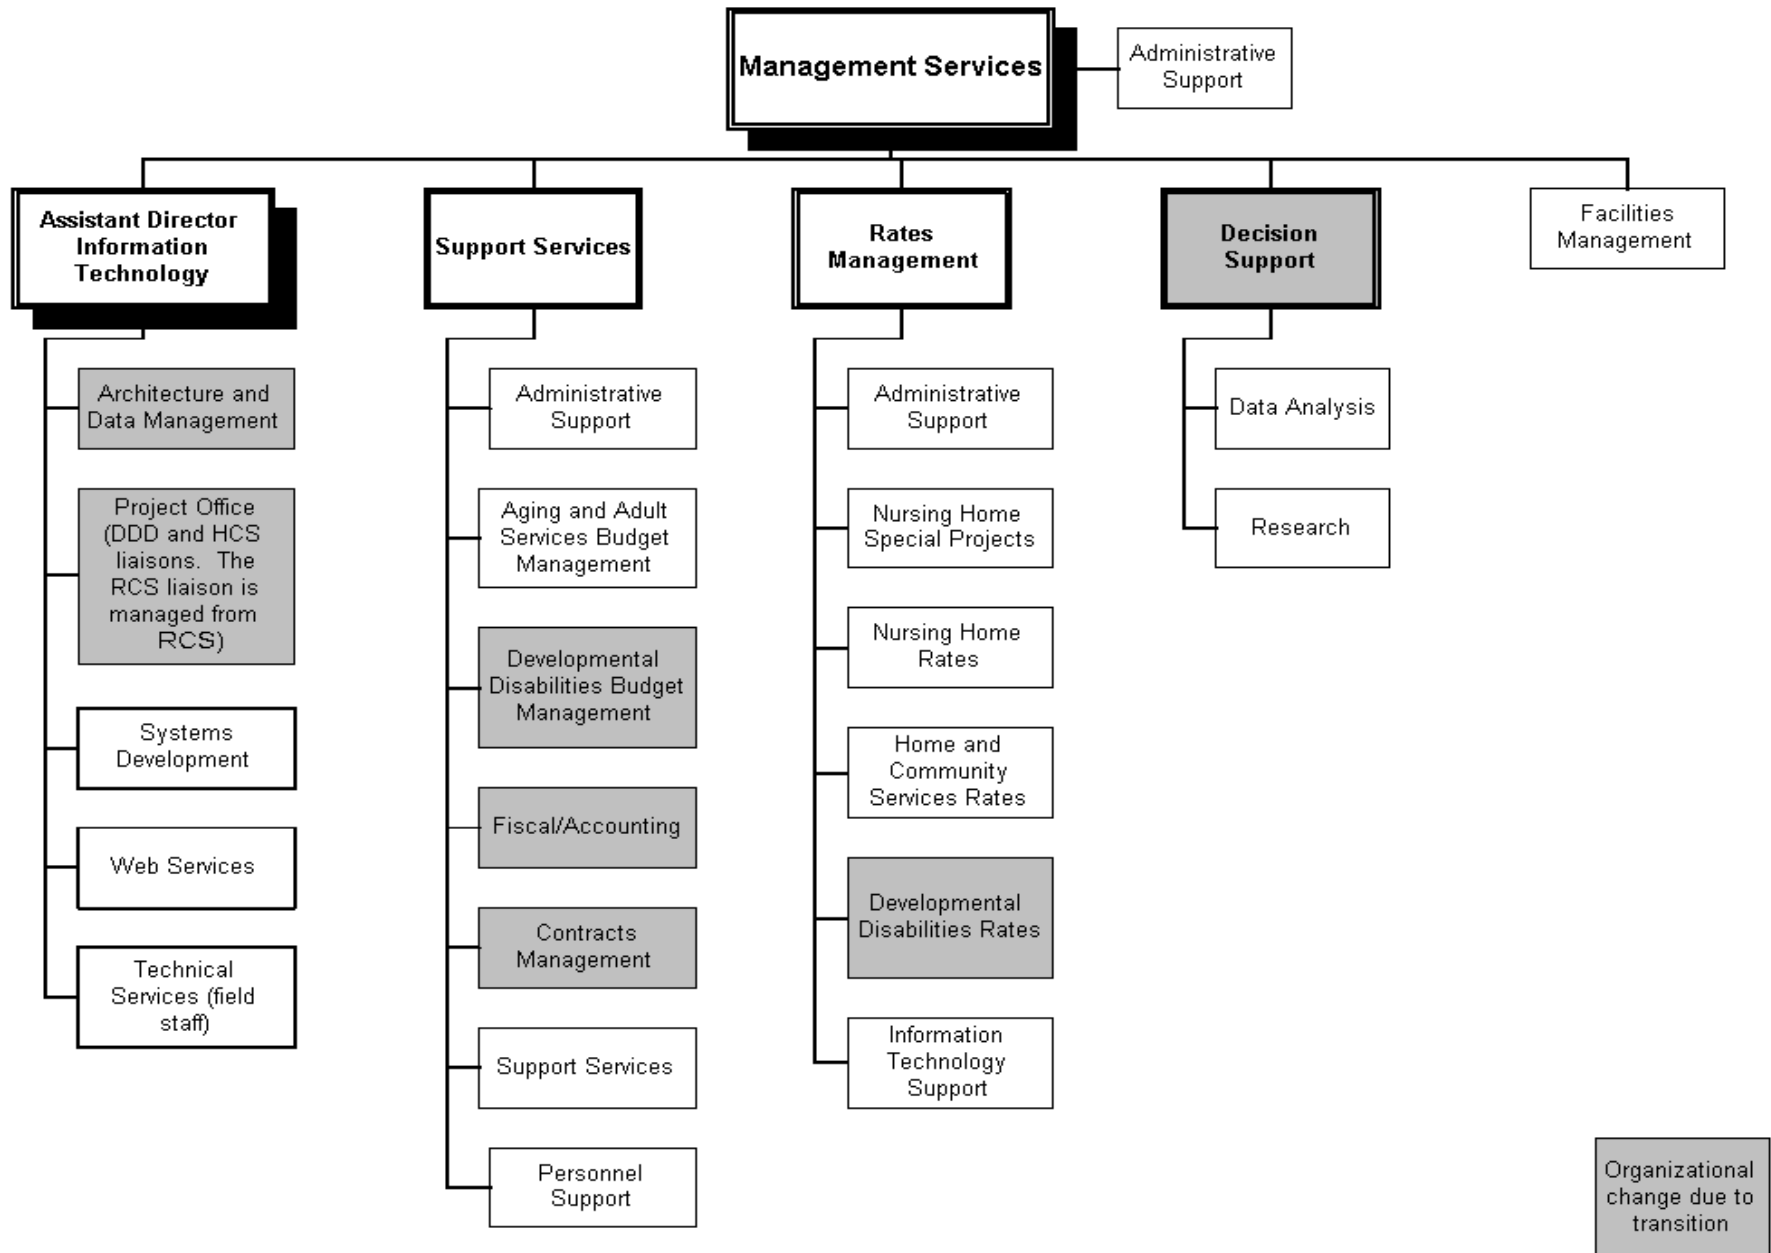 Management Services
Administrative
Support
Assistant Director
Information
Technology
Support Services
Rates
Management
Decision
Support
Facilities
Management
Architecture and
Data Management
Project Office
(DDD and HCS
liaisons. The
RCS liaison is
managed from
RCS)
Systems
Development
Web Services
Technical
Services (field
staff)
Administrative
Support
Aging and Adult
Services Budget
Management
Developmental
Disabilities Budget
Management
Fiscal/Accounting
Contracts
Management
Support Services
Personnel
Support
Administrative
Support
Nursing Home
Special Projects
Nursing Home
Rates
Home and
Community
Services Rates
Developmental
Disabilities Rates
Information
Technology
Support
Data Analysis
Research
Organizational
change due to
transition